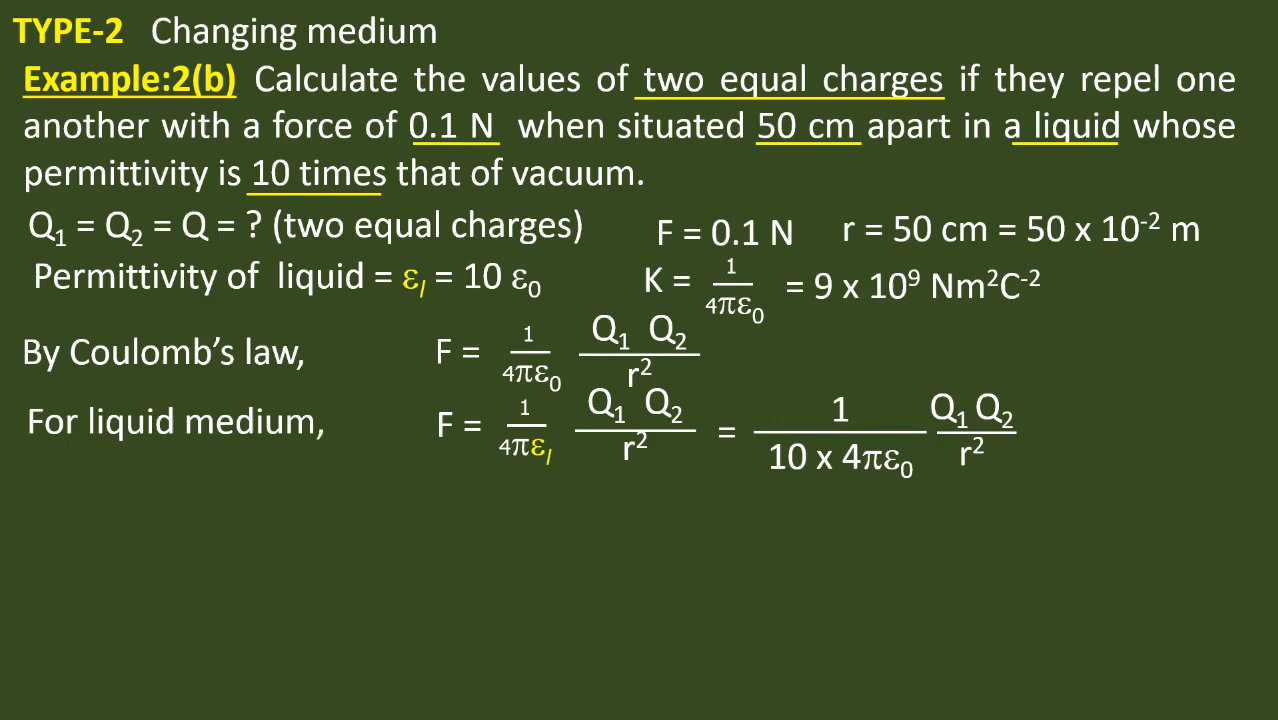 TYPE-2 Changing medium
Example:2(b) Calculate the values of two equal charges if they repel one
another with a force of 0.1 N when situated 50 cm apart in a liquid whose
permittivity is 10 times that of vacuum.
Q₁ = Q₂ = Q = ? (two equal charges) F = 0.1 N r = 50 cm = 50 x 10⁻² m
Permittivity of liquid = εₗ = 10 ε₀ K = 1/4πε₀ = 9 x 10⁹ Nm²C⁻²
By Coulomb’s law, F = 1/4πε₀ Q₁ Q₂/r²
For liquid medium, F = 1/4πεₗ Q₁ Q₂/r² = 1/10 x 4πε₀ Q₁ Q₂/r²